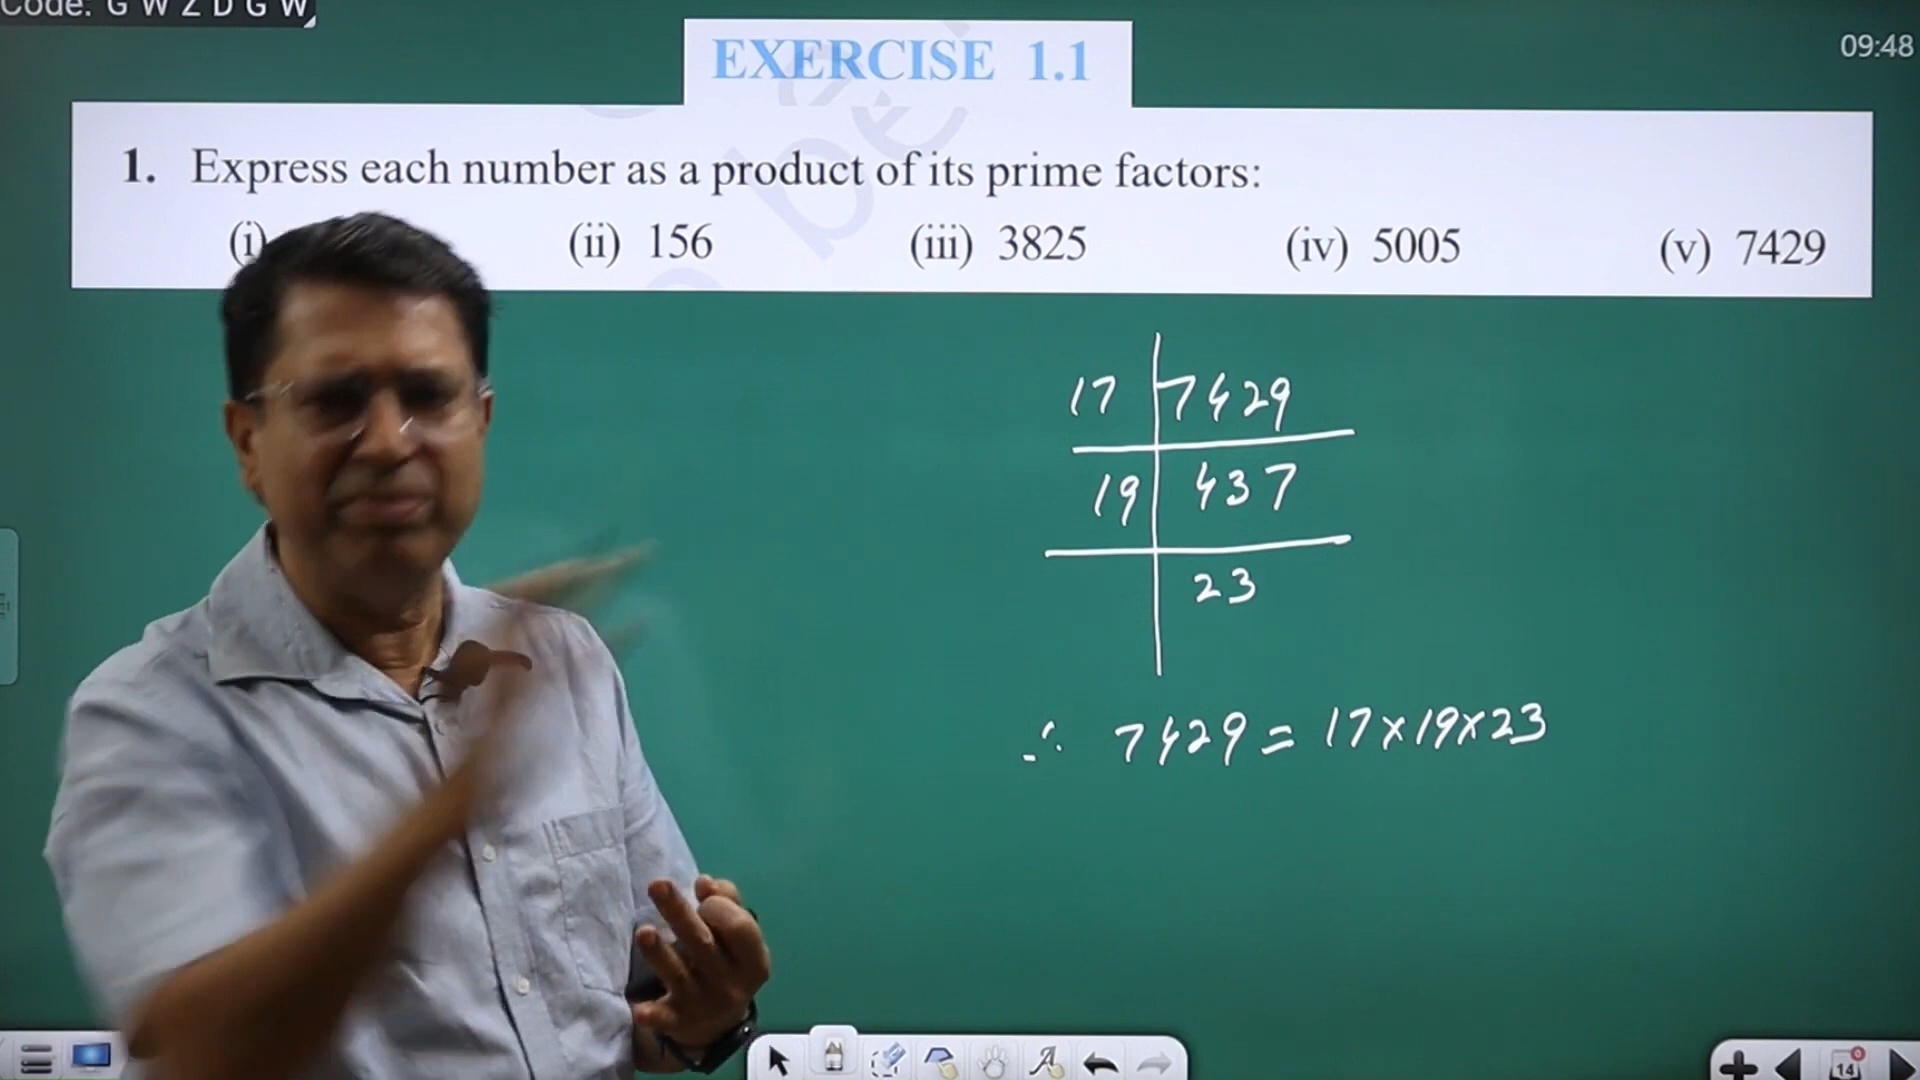 Code: G W Z D G W
09:48
EXERCISE 1.1
1. Express each number as a product of its prime factors:
(i) (ii) 156 (iii) 3825 (iv) 5005 (v) 7429
17 7429
19 437
23
∴ 7429 = 17×19×23
14